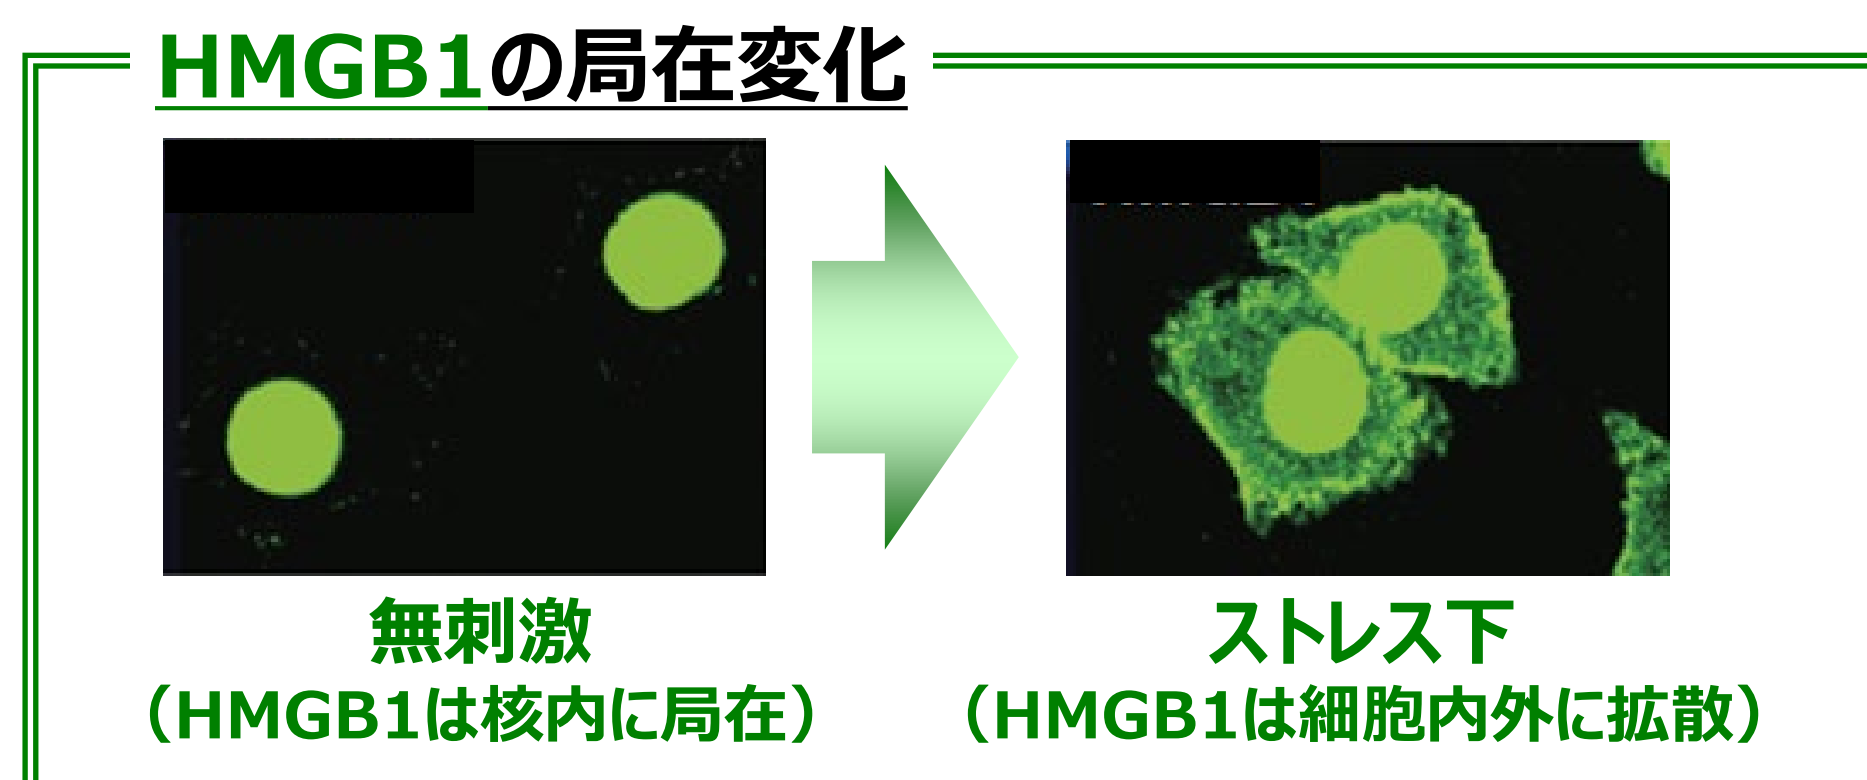 HMGB1の局在変化
無刺激
（HMGB1は核内に局在）
ストレス下
（HMGB1は細胞内外に拡散）